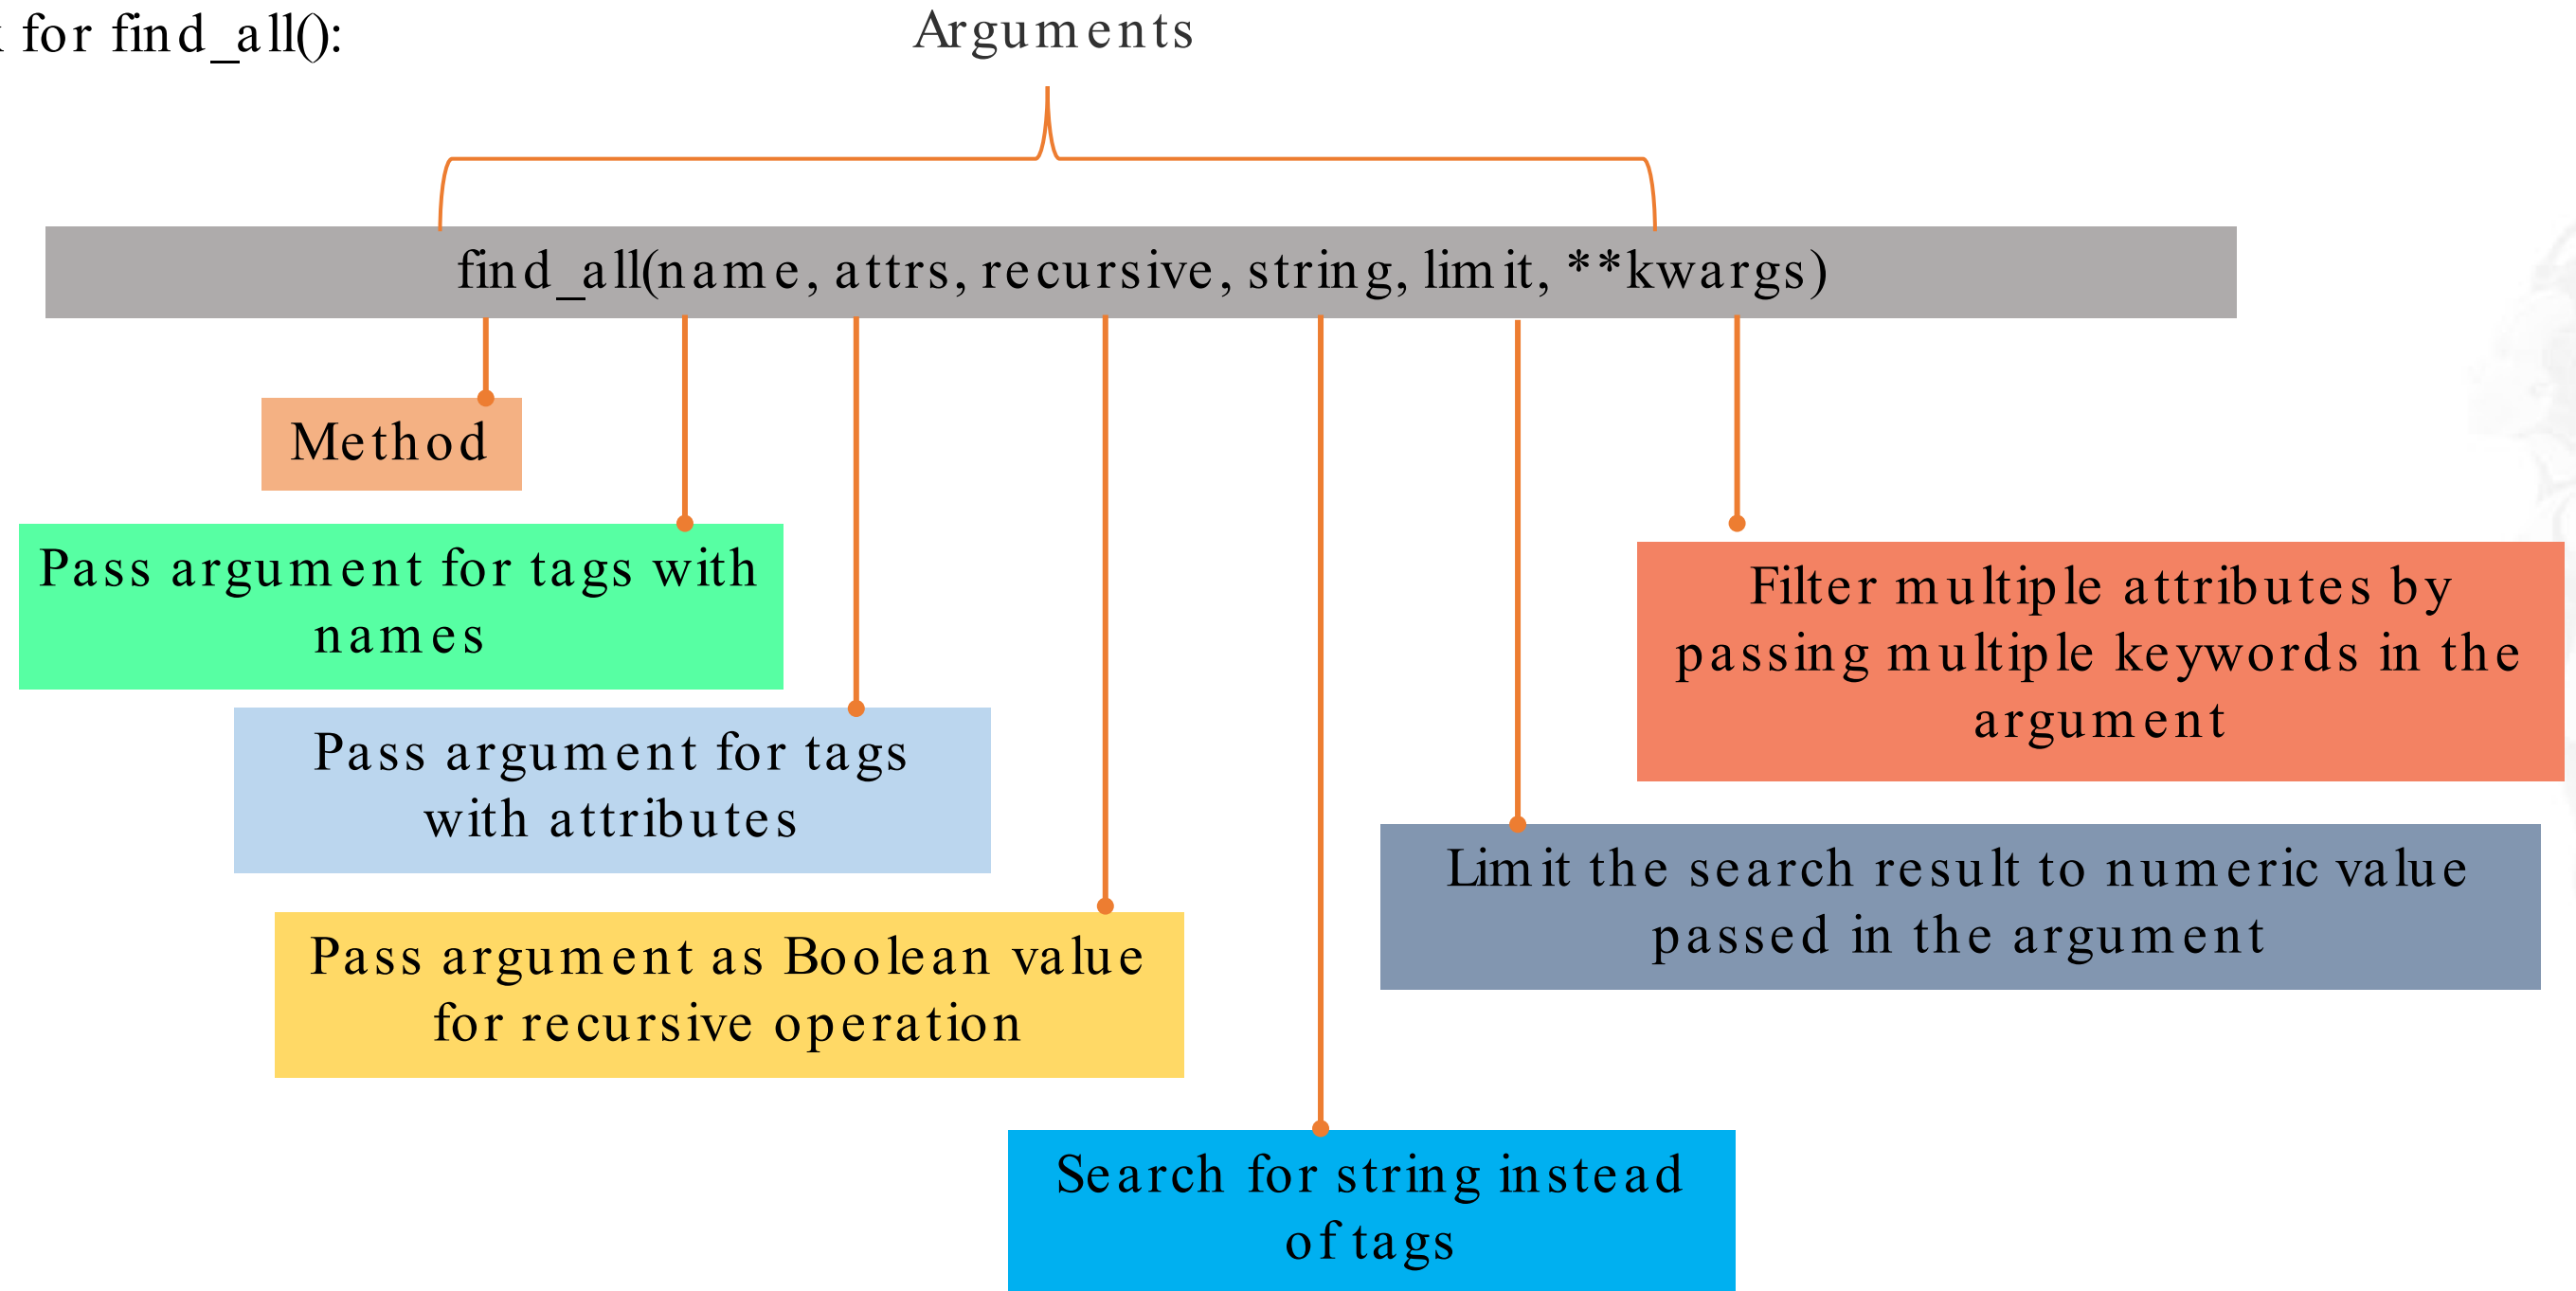 for find_all():
Arguments
find_all(name, attrs, recursive, string, limit, **kwargs)
Method
Pass argument for tags with
names
Filter multiple attributes by
passing multiple keywords in the
argument
Pass argument for tags
with attributes
Limit the search result to numeric value
passed in the argument
Pass argument as Boolean value
for recursive operation
Search for string instead
of tags